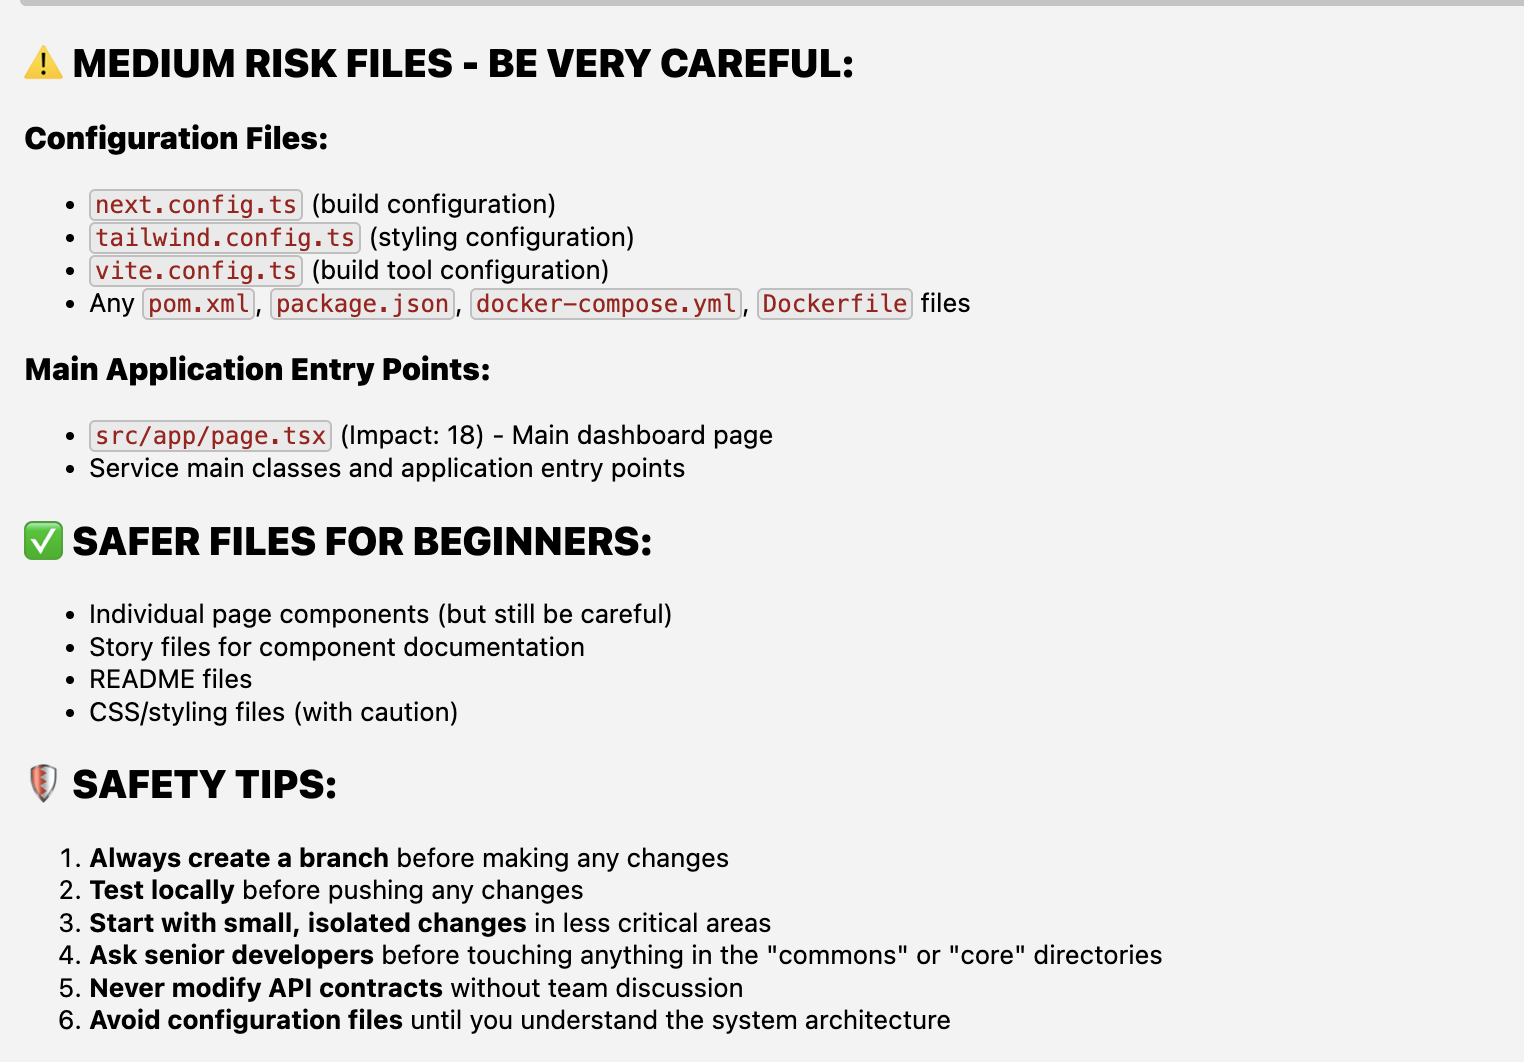 ⚠️ MEDIUM RISK FILES - BE VERY CAREFUL:
Configuration Files:
• next.config.ts (build configuration)
• tailwind.config.ts (styling configuration)
• vite.config.ts (build tool configuration)
• Any pom.xml, package.json, docker-compose.yml, Dockerfile files
Main Application Entry Points:
• src/app/page.tsx (Impact: 18) - Main dashboard page
• Service main classes and application entry points
✅ SAFER FILES FOR BEGINNERS:
• Individual page components (but still be careful)
• Story files for component documentation
• README files
• CSS/styling files (with caution)
🛡️ SAFETY TIPS:
1. Always create a branch before making any changes
2. Test locally before pushing any changes
3. Start with small, isolated changes in less critical areas
4. Ask senior developers before touching anything in the "commons" or "core" directories
5. Never modify API contracts without team discussion
6. Avoid configuration files until you understand the system architecture